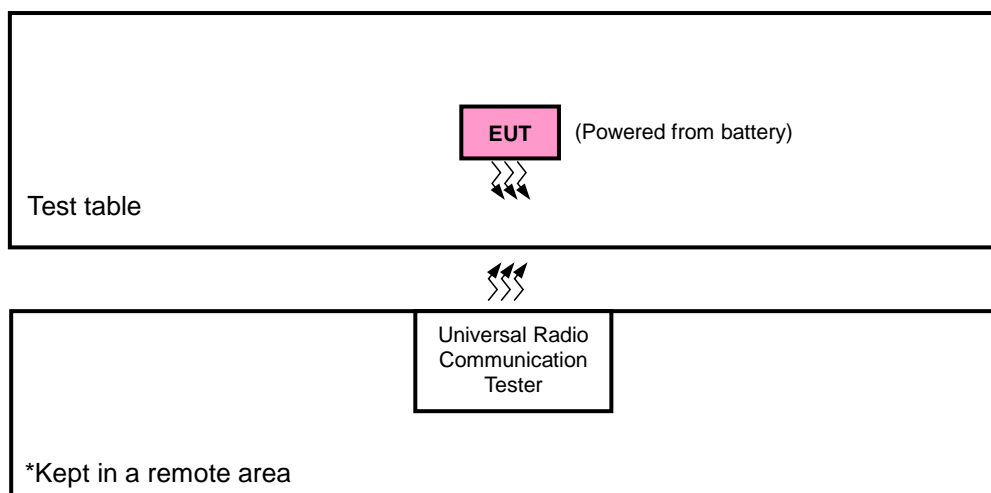 EUT
(Powered from battery)
Test table
Universal Radio
Communication
Tester
*Kept in a remote area